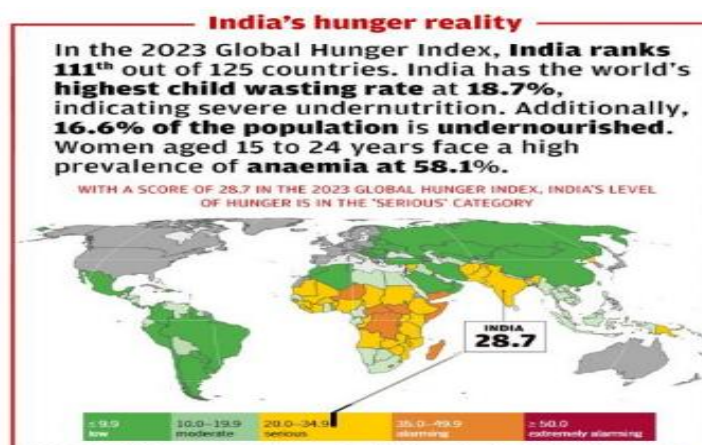 India's hunger reality
In the 2023 Global Hunger Index, India ranks
111th out of 125 countries. India has the world's
highest child wasting rate at 18.7%,
indicating severe undernutrition. Additionally,
16.6% of the population is undernourished.
Women aged 15 to 24 years face a high
prevalence of anaemia at 58.1%.
WITH A SCORE OF 28.7 IN THE 2023 GLOBAL HUNGER INDEX, INDIA'S LEVEL
OF HUNGER IS IN THE 'SERIOUS' CATEGORY
INDIA
28.7
≤ 9.9 10.0–19.9 20.0–34.9 35.0–49.9 ≥ 50.0
low moderate serious alarming extremely alarming